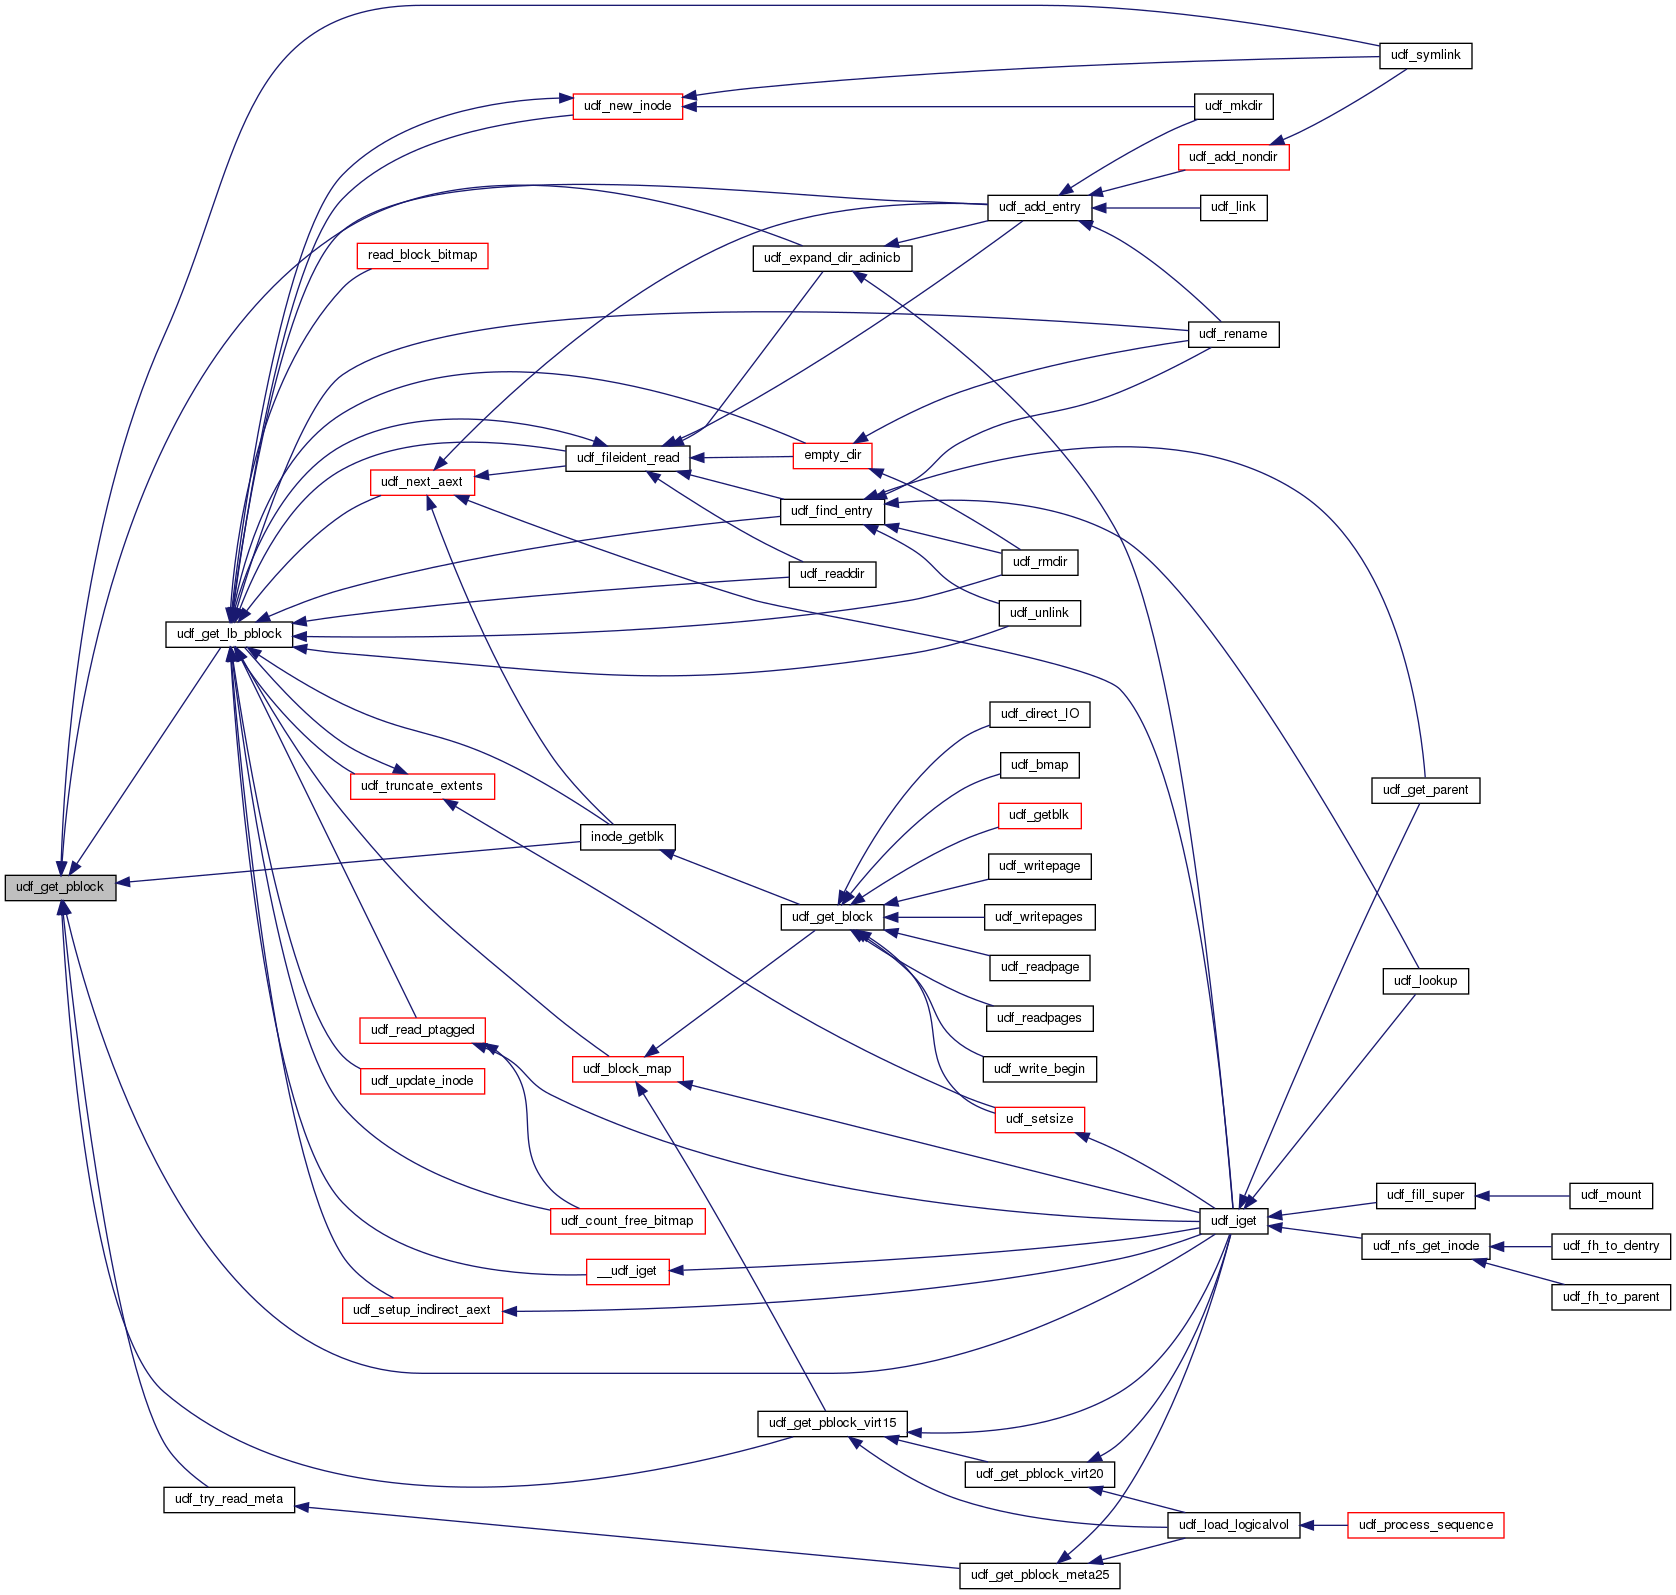 udf_symlink
udf_new_inode
udf_mkdir
udf_add_nondir
udf_add_entry
udf_link
read_block_bitmap
udf_expand_dir_adinicb
udf_rename
udf_fileident_read
empty_dir
udf_next_aext
udf_find_entry
udf_rmdir
udf_readdir
udf_unlink
udf_get_lb_pblock
udf_direct_IO
udf_bmap
udf_truncate_extents
udf_get_parent
udf_getblk
inode_getblk
udf_writepage
udf_get_pblock
udf_get_block
udf_writepages
udf_readpage
udf_lookup
udf_readpages
udf_read_ptagged
udf_block_map
udf_write_begin
udf_update_inode
udf_setsize
udf_fill_super
udf_mount
udf_count_free_bitmap
udf_iget
udf_nfs_get_inode
udf_fh_to_dentry
__udf_iget
udf_fh_to_parent
udf_setup_indirect_aext
udf_get_pblock_virt15
udf_get_pblock_virt20
udf_try_read_meta
udf_load_logicalvol
udf_process_sequence
udf_get_pblock_meta25